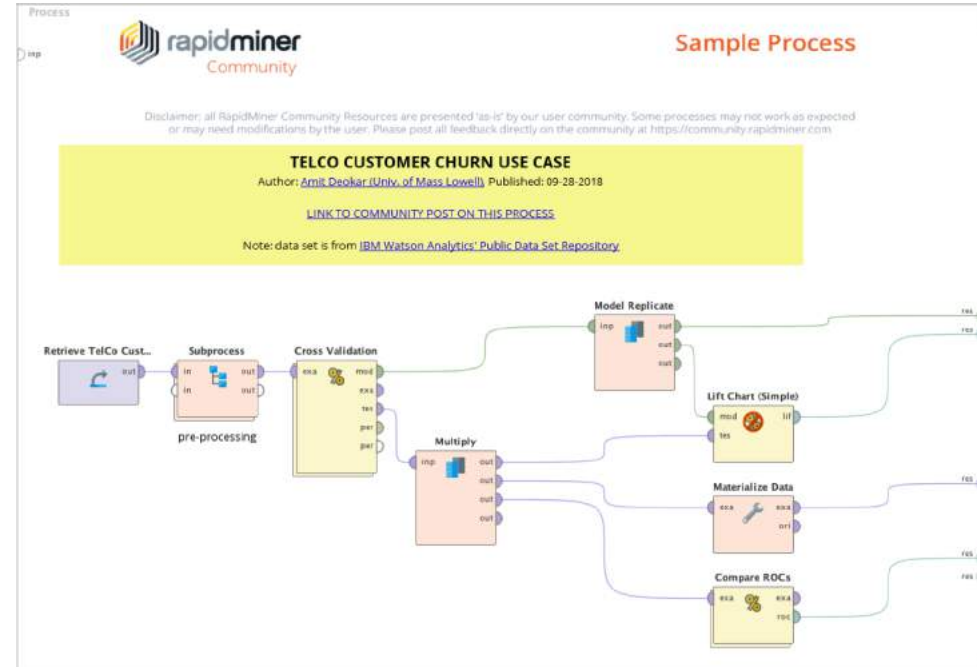 Process
inp
rapidminer
Community
Sample Process
Disclaimer: all RapidMiner Community Resources are presented 'as-is' by our user community. Some processes may not work as expected
or may need modifications by the user. Please post all feedback directly on the community at https://community.rapidminer.com
TELCO CUSTOMER CHURN USE CASE
Author: Amit Deokar (Univ. of Mass Lowell), Published: 09-28-2018
LINK TO COMMUNITY POST ON THIS PROCESS
Note: data set is from IBM Watson Analytics' Public Data Set Repository
Retrieve TelCo Cust...
out
Subprocess
in out
in out
pre-processing
Cross Validation
exa mod
exa
tes
per
per
Multiply
inp out
out
out
out
Model Replicate
inp out
out
out
Lift Chart (Simple)
mod lif
tes
Materialize Data
exa exa
ori
Compare ROCs
exa exa
roc
res
res
res
res
res